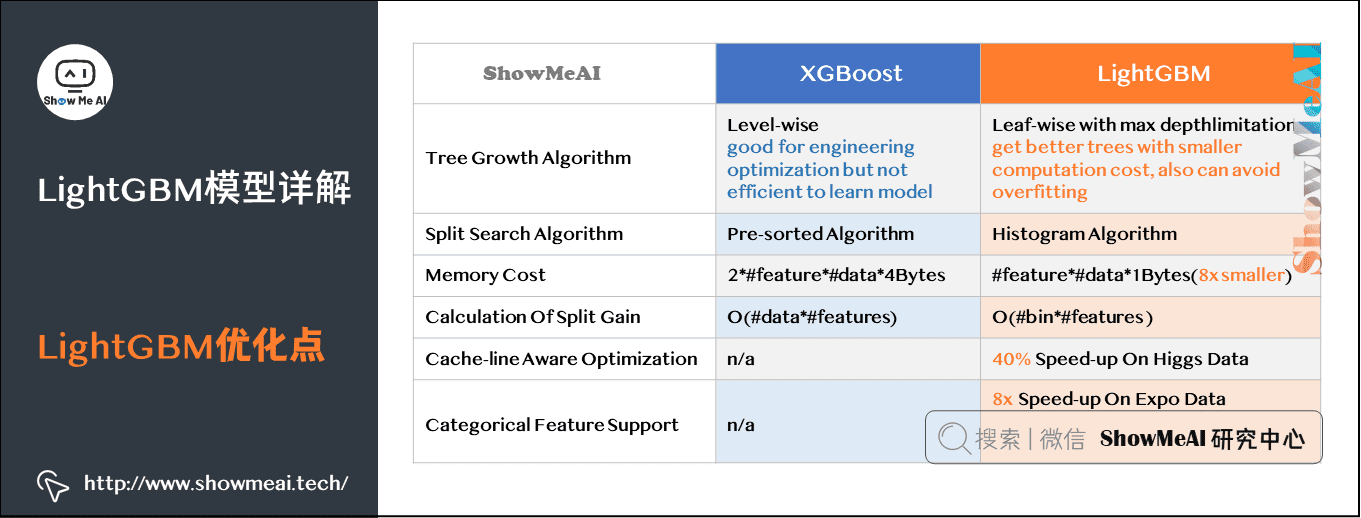 Show Me AI
LightGBM模型详解
LightGBM优化点
http://www.showmeai.tech/
ShowMeAI
XGBoost
LightGBM
Tree Growth Algorithm
Level-wise
good for engineering
optimization but not
efficient to learn model
Leaf-wise with max depthlimitation
get better trees with smaller
computation cost, also can avoid
overfitting
Split Search Algorithm
Pre-sorted Algorithm
Histogram Algorithm
Memory Cost
2*#feature*#data*4Bytes
#feature*#data*1Bytes(8x smaller)
Calculation Of Split Gain
O(#data*#features)
O(#bin*#features )
Cache-line Aware Optimization
n/a
40% Speed-up On Higgs Data
Categorical Feature Support
n/a
8x Speed-up On Expo Data
搜索 | 微信 ShowMeAI 研究中心
ShowMeAI